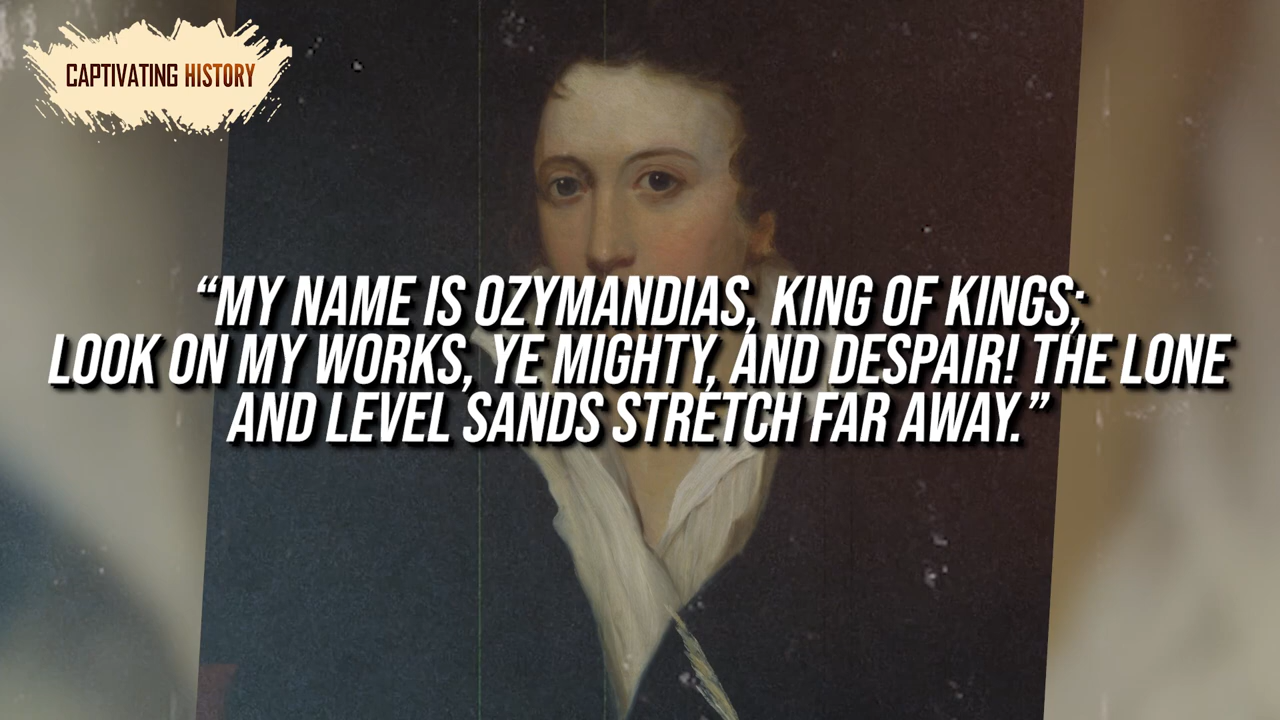 CAPTIVATING HISTORY
“MY NAME IS OZYMANDIAS, KING OF KINGS;
LOOK ON MY WORKS, YE MIGHTY, AND DESPAIR! THE LONE
AND LEVEL SANDS STRETCH FAR AWAY.”